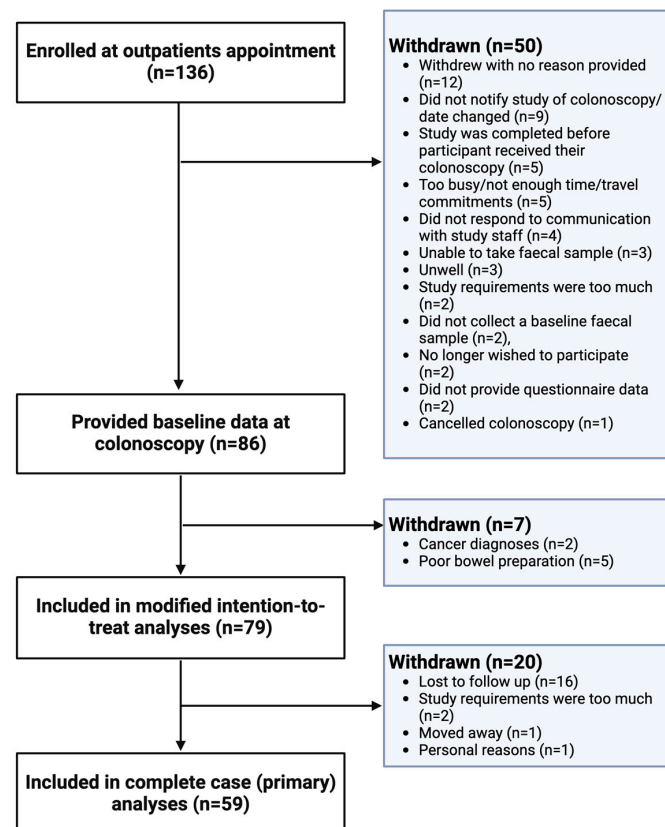 Enrolled at outpatients appointment
(n=136)
Withdrawn (n=50)
• Withdrew with no reason provided
(n=12)
• Did not notify study of colonoscopy/
date changed (n=9)
• Study was completed before
participant received their
colonoscopy (n=5)
• Too busy/not enough time/travel
commitments (n=5)
• Did not respond to communication
with study staff (n=4)
• Unable to take faecal sample (n=3)
• Unwell (n=3)
• Study requirements were too much
(n=2)
• Did not collect a baseline faecal
sample (n=2),
• No longer wished to participate
(n=2)
• Did not provide questionnaire data
(n=2)
• Cancelled colonoscopy (n=1)
Provided baseline data at
colonoscopy (n=86)
Withdrawn (n=7)
• Cancer diagnoses (n=2)
• Poor bowel preparation (n=5)
Included in modified intention-to-
treat analyses (n=79)
Withdrawn (n=20)
• Lost to follow up (n=16)
• Study requirements were too much
(n=2)
• Moved away (n=1)
• Personal reasons (n=1)
Included in complete case (primary)
analyses (n=59)